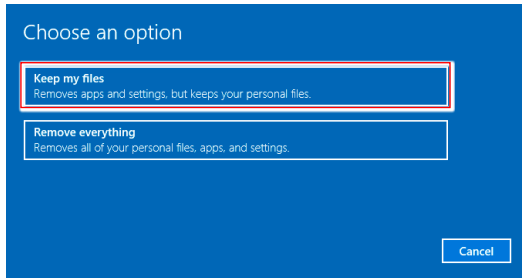 Choose an option
Keep my files
Removes apps and settings, but keeps your personal files.
Remove everything
Removes all of your personal files, apps, and settings.
Cancel